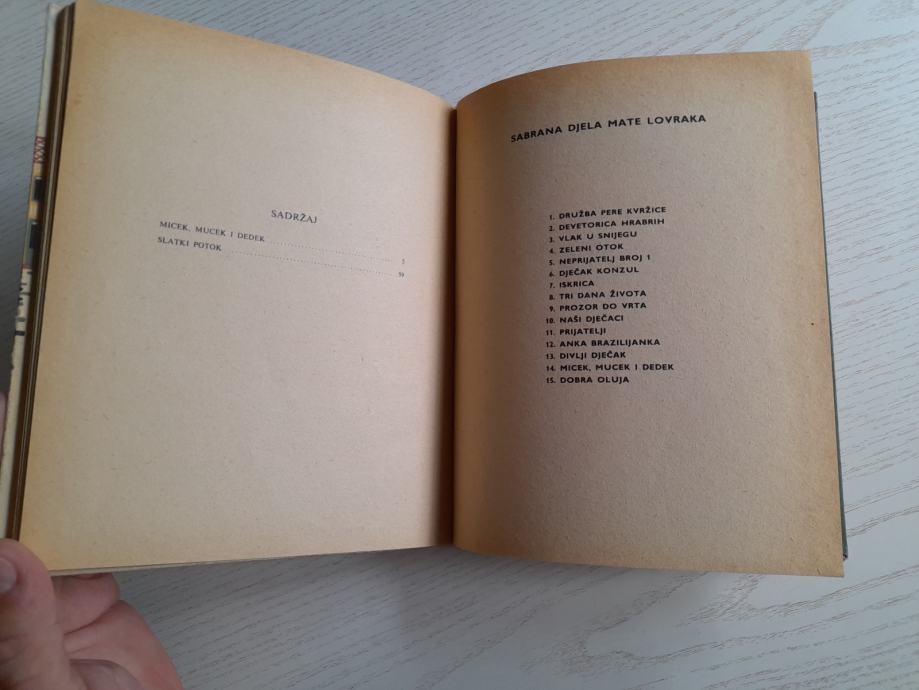 SADRŽAJ
MICEK, MUCEK I DEDEK . . . . . . . . . . . . . . . . . . . . 5
SLATKI POTOK . . . . . . . . . . . . . . . . . . . . . . . . . . 59
SABRANA DJELA MATE LOVRAKA
1. DRUŽBA PERE KVRŽICE
2. DEVETORICA HRABRIH
3. VLAK U SNIJEGU
4. ZELENI OTOK
5. NEPRIJATELJ BROJ 1
6. DJEČAK KONZUL
7. ISKRICA
8. TRI DANA ŽIVOTA
9. PROZOR DO VRTA
10. NAŠI DJEČACI
11. PRIJATELJI
12. ANKA BRAZILIJANKA
13. DIVLJI DJEČAK
14. MICEK, MUCEK I DEDEK
15. DOBRA OLUJA